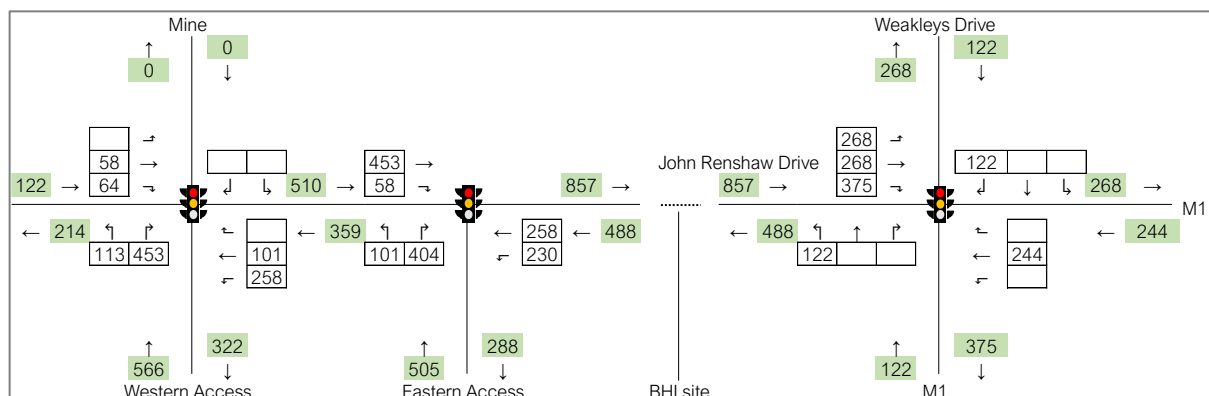 Mine
Weakleys Drive
↑ 0 ↑ 122
0 ↓ 268 ↓
268
58 → 453 → John Renshaw Drive 268 → 122
122 → 64 510 → 58 857 → 857 → 375 268 →
M1
← 214 ← 359 258 ← 488 ← 488 ← 244
113 453 ← 101 101 404 230 122 ← 244
258
↑ 322 ↑ 288 ↑ 375
566 ↓ 505 ↓ 122 ↓
Western Access Eastern Access BHI site M1